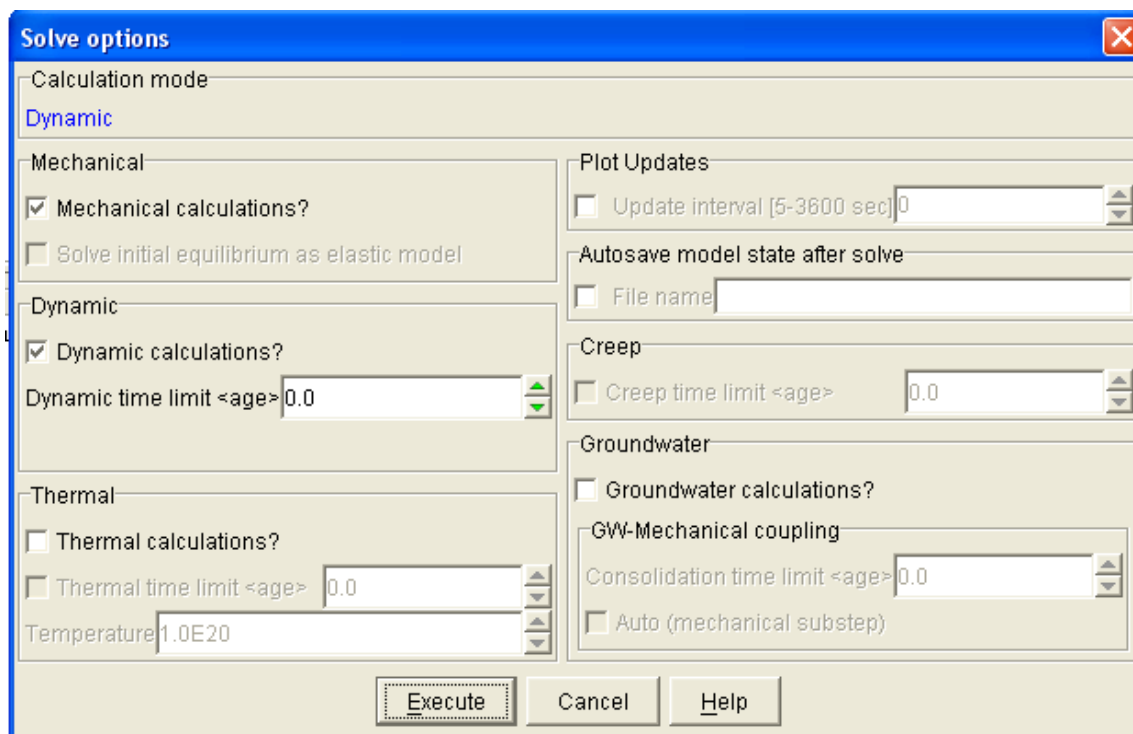 Solve options
Calculation mode
Dynamic
Mechanical
Mechanical calculations?
Solve initial equilibrium as elastic model
Dynamic
Dynamic calculations?
Dynamic time limit <age> 0.0
Thermal
Thermal calculations?
Thermal time limit <age> 0.0
Temperature 1.0E20
Plot Updates
Update interval [5-3600 sec] 0
Autosave model state after solve
File name
Creep
Creep time limit <age> 0.0
Groundwater
Groundwater calculations?
GW-Mechanical coupling
Consolidation time limit <age> 0.0
Auto (mechanical substep)
Execute Cancel Help